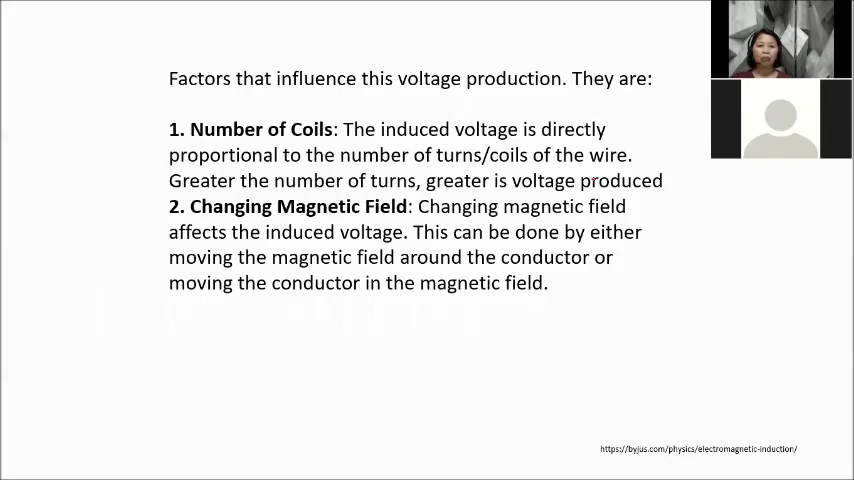 Factors that influence this voltage production. They are:
1. Number of Coils: The induced voltage is directly
proportional to the number of turns/coils of the wire.
Greater the number of turns, greater is voltage produced
2. Changing Magnetic Field: Changing magnetic field
affects the induced voltage. This can be done by either
moving the magnetic field around the conductor or
moving the conductor in the magnetic field.
https://byjus.com/physics/electromagnetic-induction/